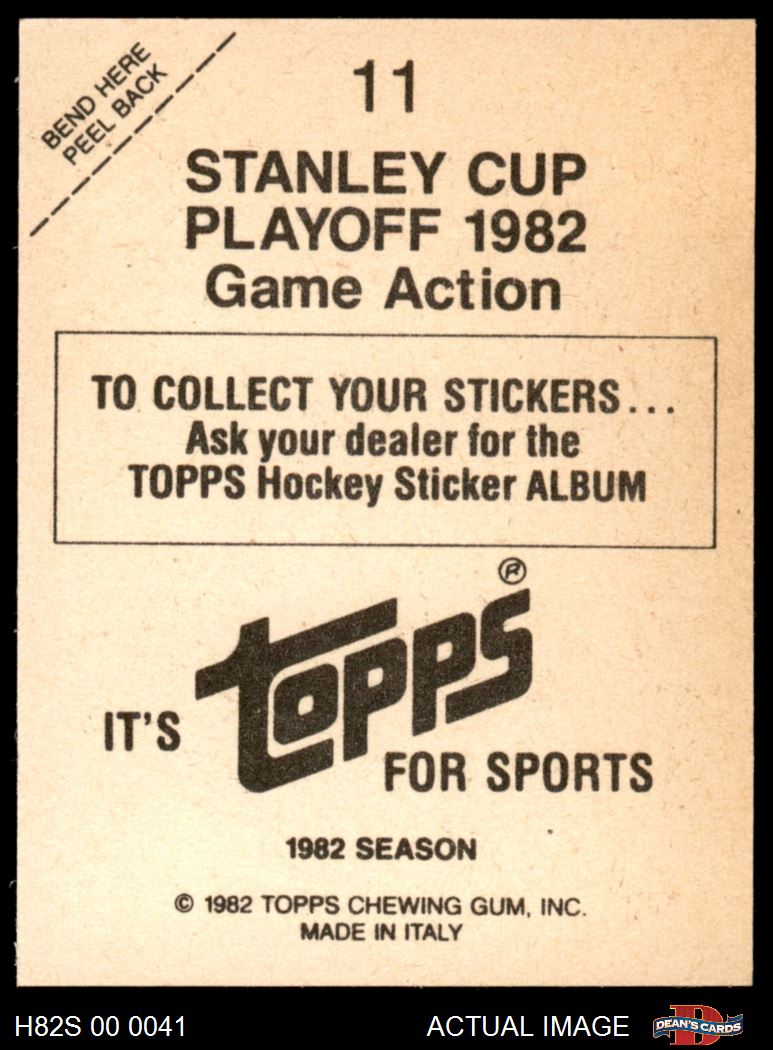 BEND HERE
PEEL BACK
11
STANLEY CUP
PLAYOFF 1982
Game Action
TO COLLECT YOUR STICKERS...
Ask your dealer for the
TOPPS Hockey Sticker ALBUM
IT'S topps® FOR SPORTS
1982 SEASON
© 1982 TOPPS CHEWING GUM, INC.
MADE IN ITALY
H82S 00 0041 ACTUAL IMAGE D DEAN'S CARDS